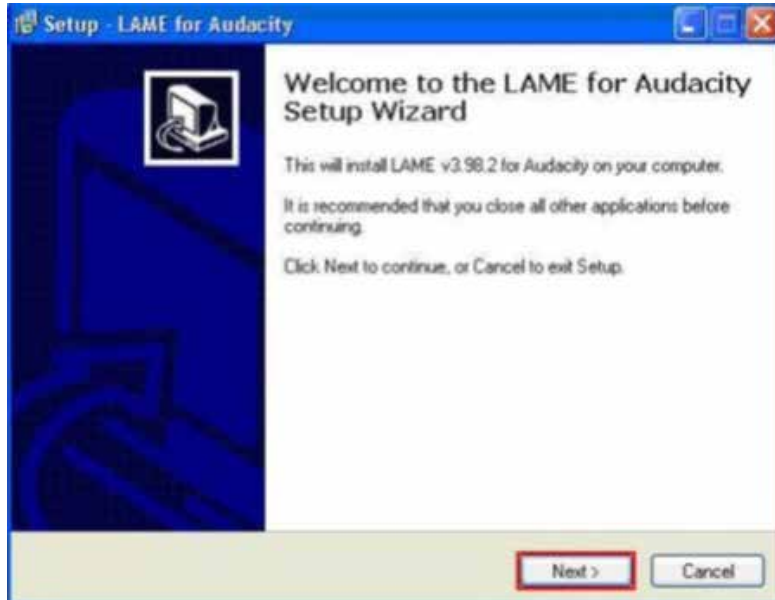 Setup - LAME for Audacity
Welcome to the LAME for Audacity
Setup Wizard
This will install LAME v3.98.2 for Audacity on your computer.
It is recommended that you close all other applications before
continuing.
Click Next to continue, or Cancel to exit Setup.
Next >
Cancel